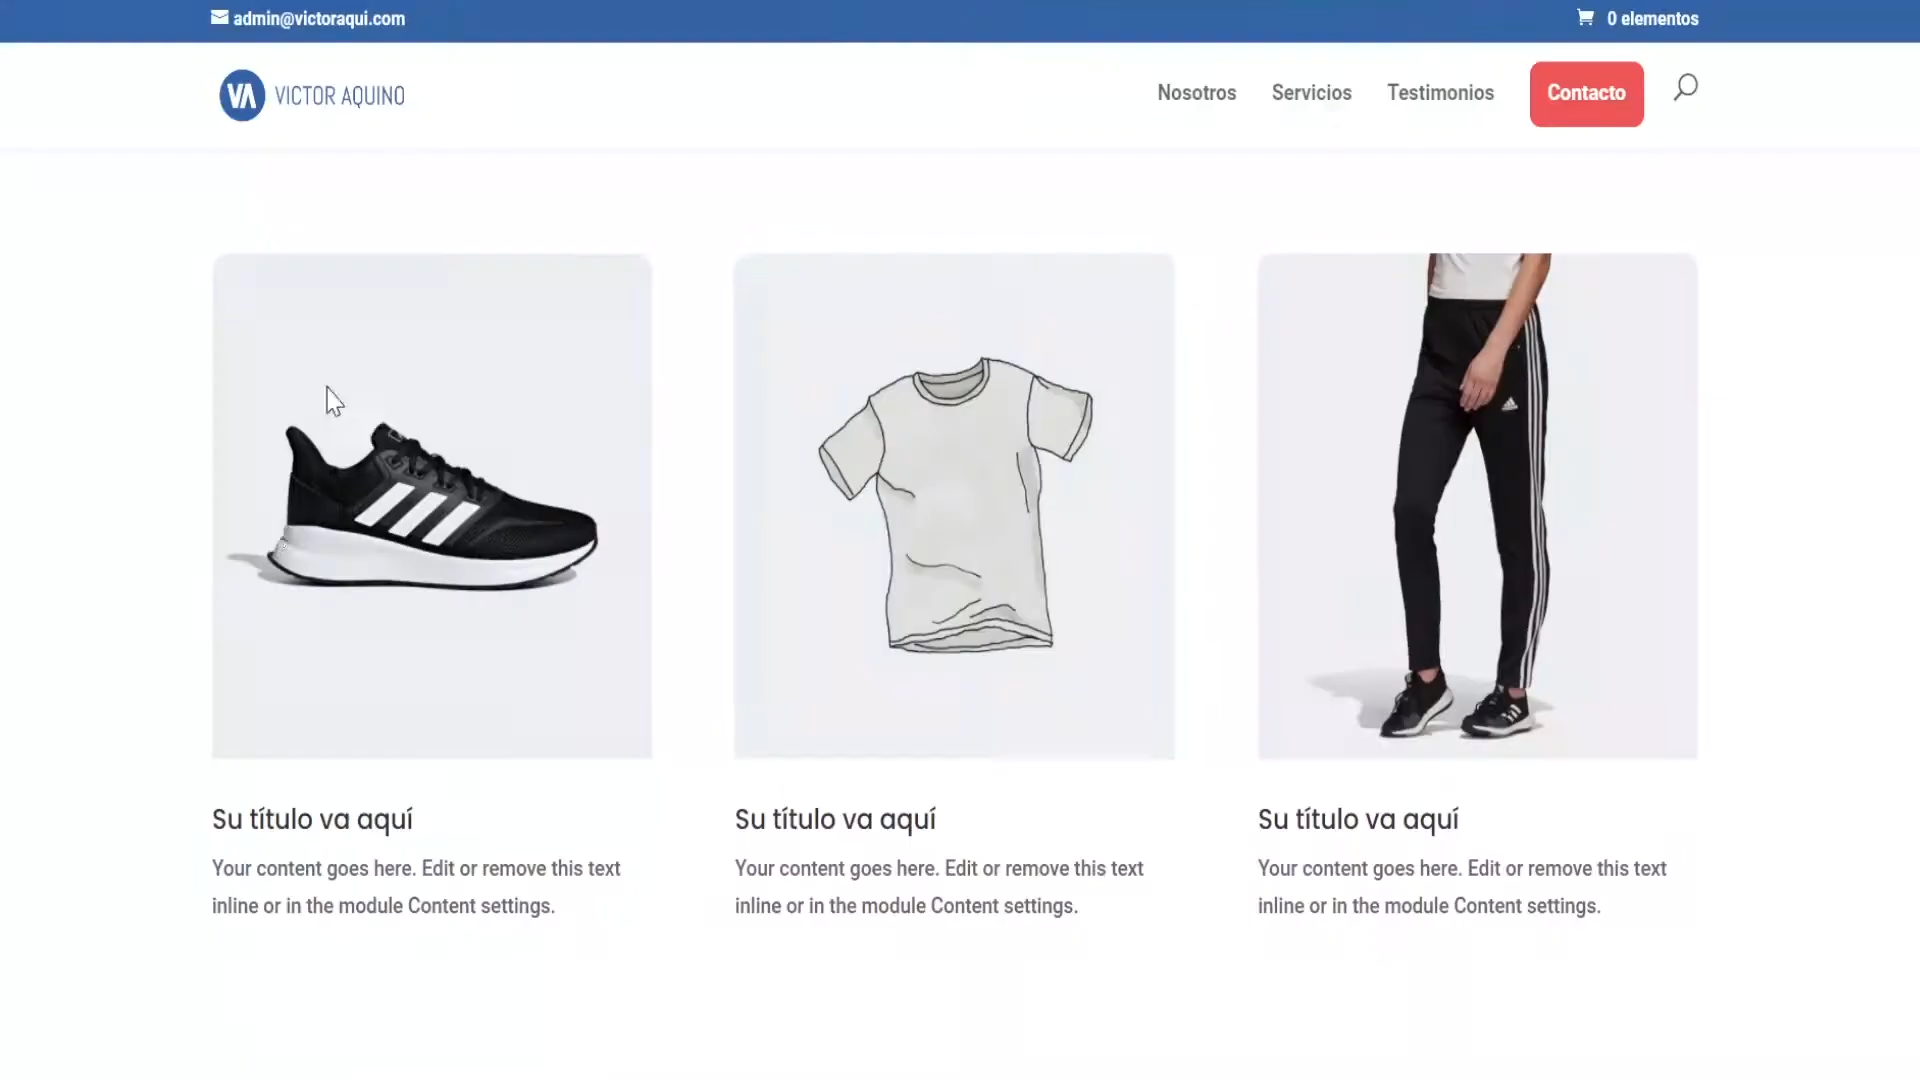 admin@victoraqui.com
0 elementos
VA VICTOR AQUINO
Nosotros
Servicios
Testimonios
Contacto
Su título va aquí
Your content goes here. Edit or remove this text
inline or in the module Content settings.
Su título va aquí
Your content goes here. Edit or remove this text
inline or in the module Content settings.
Su título va aquí
Your content goes here. Edit or remove this text
inline or in the module Content settings.